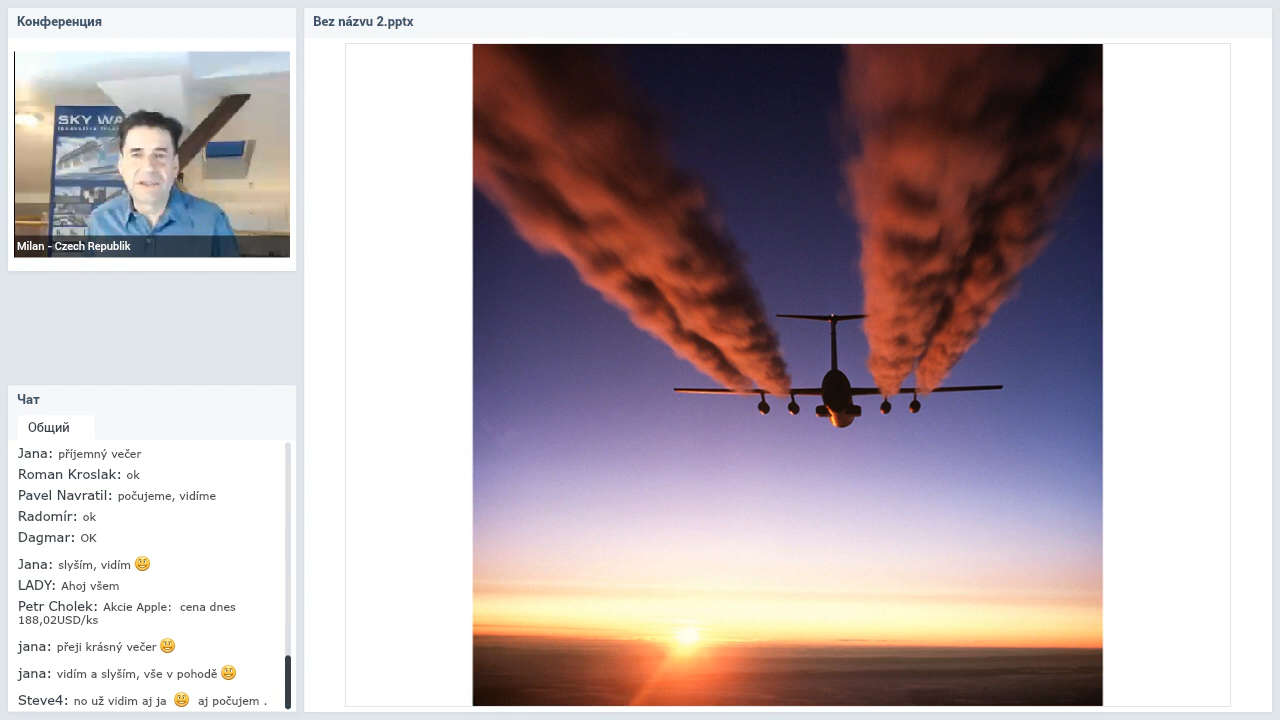 Конференция
SKY WA
Milan - Czech Republik
Чат
Общий
Jana: příjemný večer
Roman Kroslak: ok
Pavel Navratil: počujeme, vidíme
Radomír: ok
Dagmar: OK
Jana: slyším, vidím
LADY: Ahoj všem
Petr Cholek: Akcie Apple: cena dnes
188,02USD/ks
jana: přeji krásný večer
jana: vidím a slyším, vše v pohodě
Steve4: no už vidim aj ja aj počujem .
Bez názvu 2.pptx